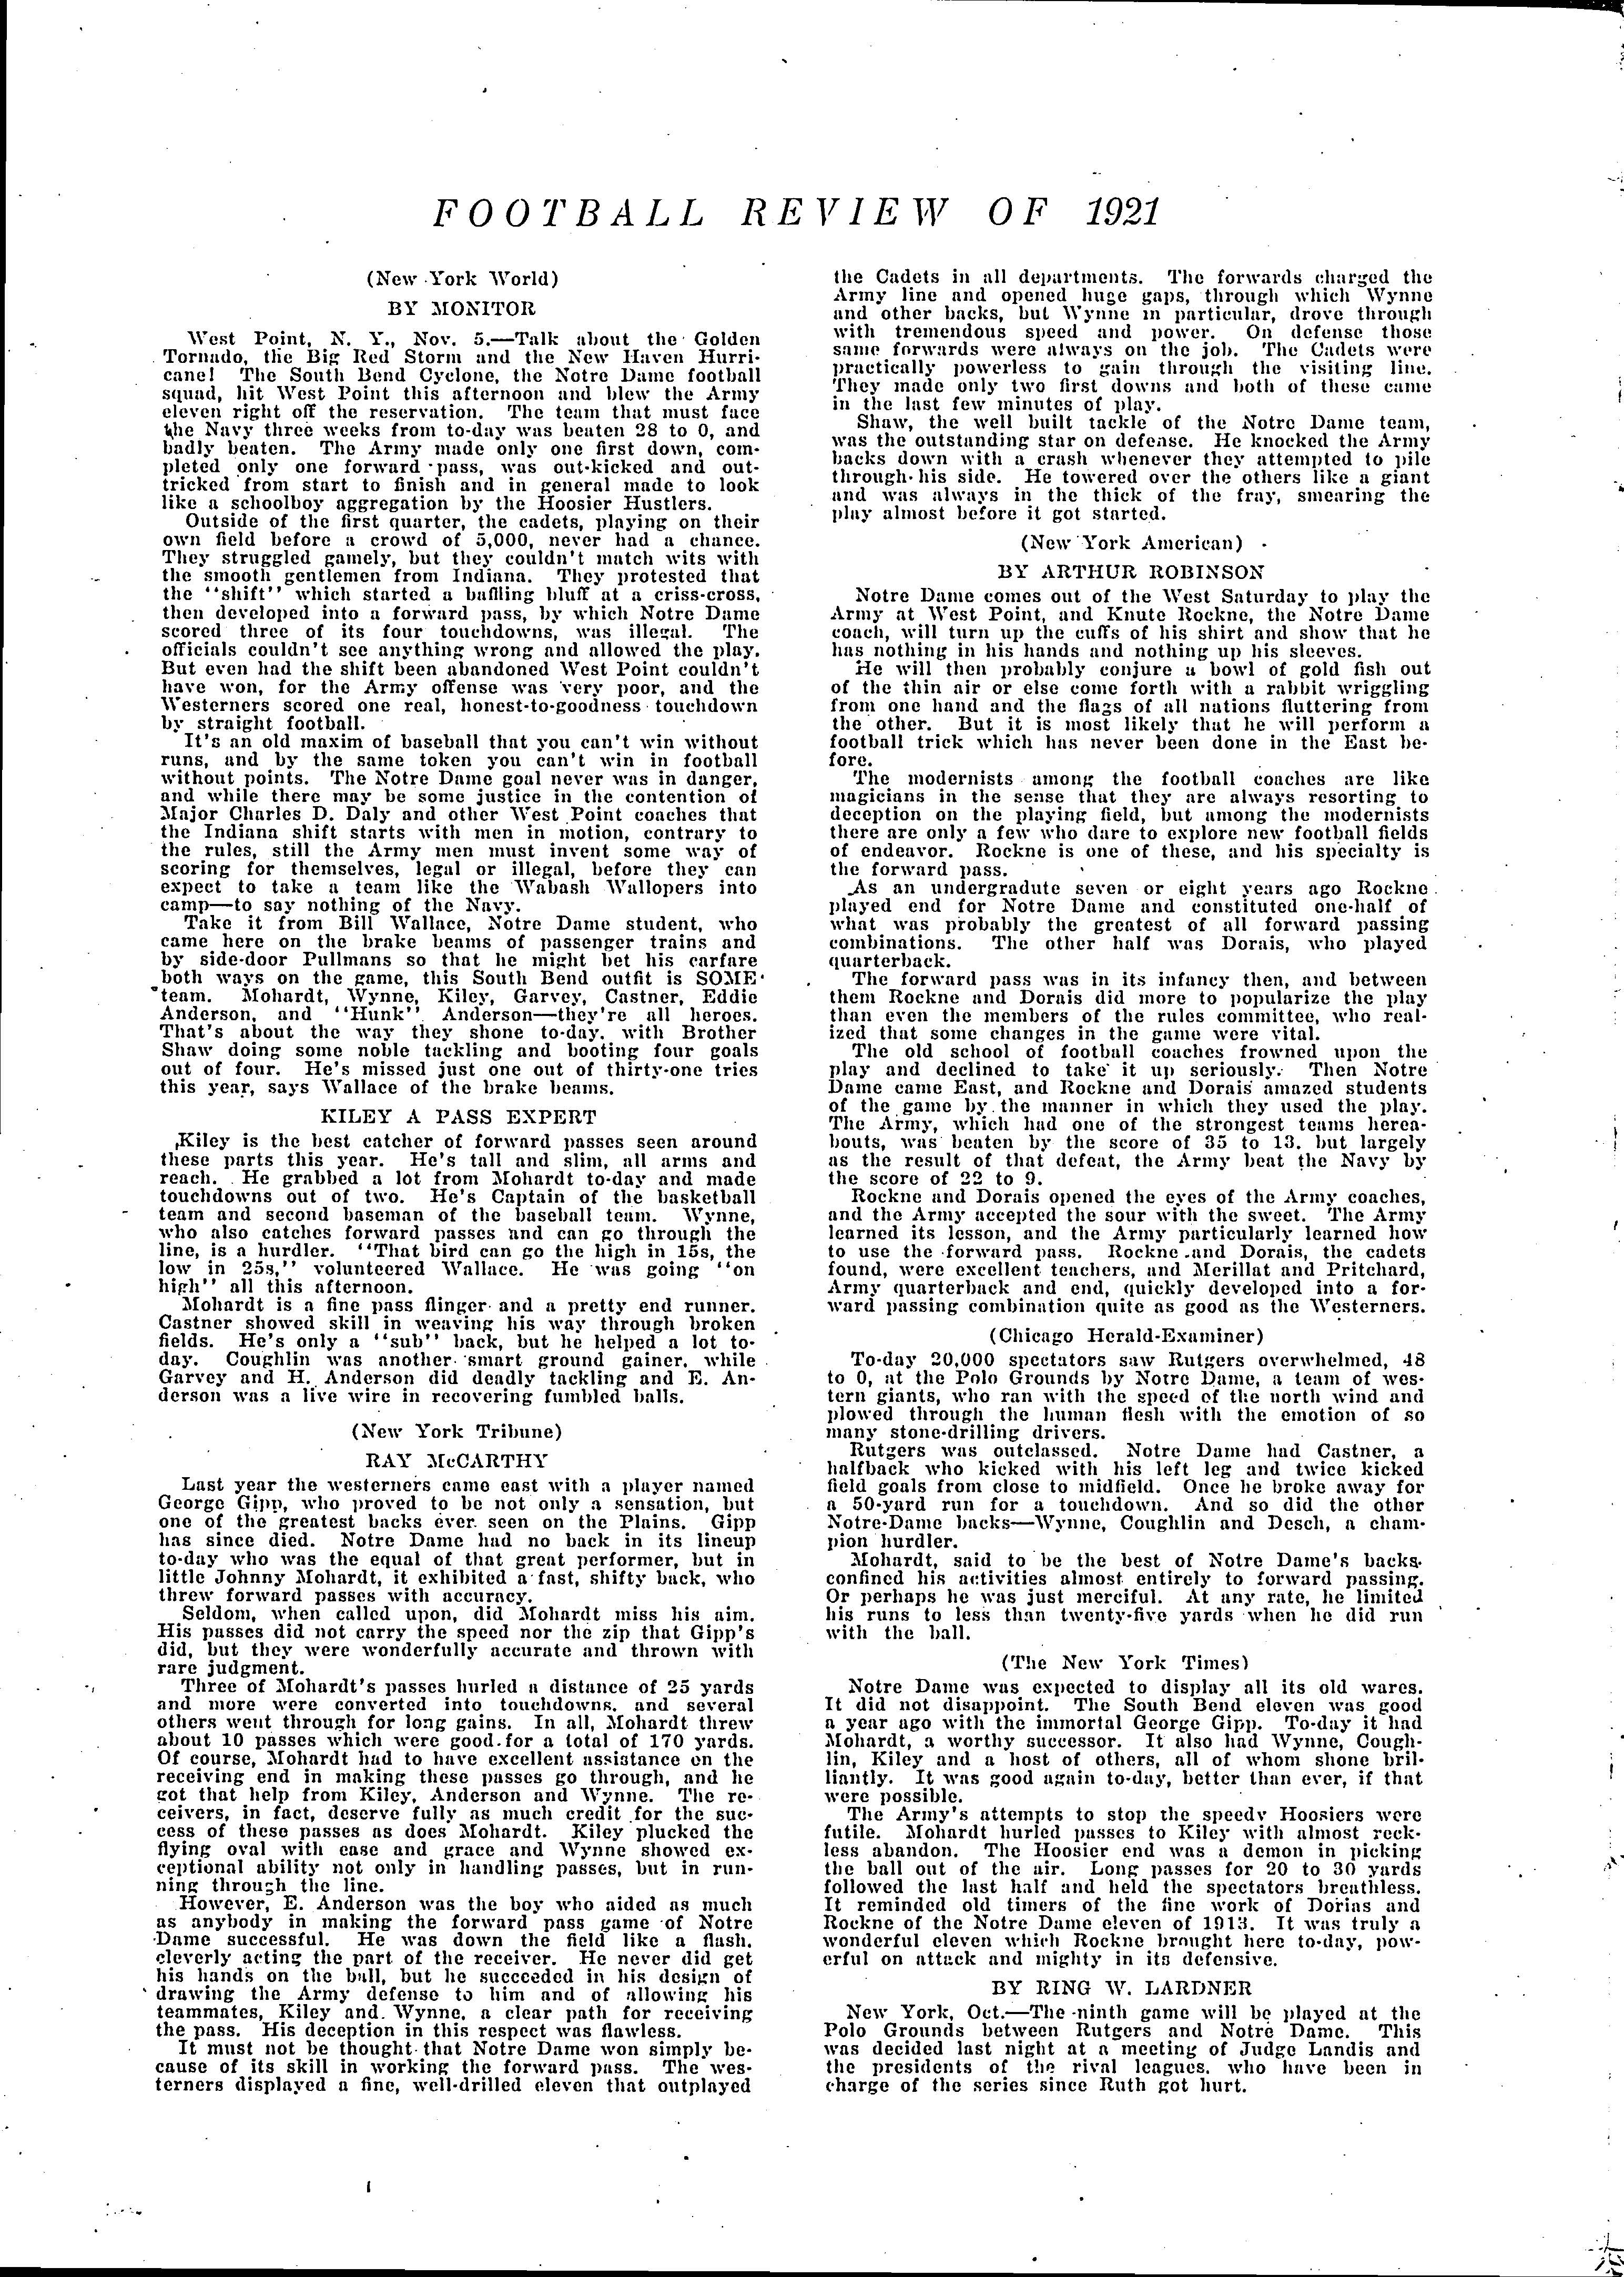 FOOTBALL REVIEW OF 1921
(New York World)
BY MONITOR
West Point, N. Y., Nov. 5.—Talk about the Golden
Tornado, the Big Red Storm and the New Haven Hurri-
cane! The South Bend Cyclone, the Notre Dame football
squad, hit West Point this afternoon and blew the Army
eleven right off the reservation. The team that must face
the Navy three weeks from to-day was beaten 28 to 0, and
badly beaten. The Army made only one first down, com-
pleted only one forward pass, was out-kicked and out-
tricked from start to finish and in general made to look
like a schoolboy aggregation by the Hoosier Hustlers.
Outside of the first quarter, the cadets, playing on their
own field before a crowd of 5,000, never had a chance.
They struggled gamely, but they couldn't match wits with
the smooth gentlemen from Indiana. They protested that
the "shift" which started a baffling bluff at a criss-cross,
then developed into a forward pass, by which Notre Dame
scored three of its four touchdowns, was illegal. The
officials couldn't see anything wrong and allowed the play.
But even had the shift been abandoned West Point couldn't
have won, for the Army offense was very poor, and the
Westerners scored one real, honest-to-goodness touchdown
by straight football.
It's an old maxim of baseball that you can't win without
runs, and by the same token you can't win in football
without points. The Notre Dame goal never was in danger,
and while there may be some justice in the contention of
Major Charles D. Daly and other West Point coaches that
the Indiana shift starts with men in motion, contrary to
the rules, still the Army men must invent some way of
scoring for themselves, legal or illegal, before they can
expect to take a team like the Wabash Wallopers into
camp—to say nothing of the Navy.
Take it from Bill Wallace, Notre Dame student, who
came here on the brake beams of passenger trains and
by side-door Pullmans so that he might bet his carfare
both ways on the game, this South Bend outfit is SOME
team. Mohardt, Wynne, Kiley, Garvey, Castner, Eddie
Anderson, and "Hunk" Anderson—they're all heroes.
That's about the way they shone to-day, with Brother
Shaw doing some noble tackling and booting four goals
out of four. He's missed just one out of thirty-one tries
this year, says Wallace of the brake beams.
KILEY A PASS EXPERT
Kiley is the best catcher of forward passes seen around
these parts this year. He's tall and slim, all arms and
reach. He grabbed a lot from Mohardt to-day and made
touchdowns out of two. He's Captain of the basketball
team and second baseman of the baseball team. Wynne,
who also catches forward passes and can go through the
line, is a hurdler. "That bird can go the high in 15s, the
low in 25s," volunteered Wallace. He was going "on
high" all this afternoon.
Mohardt is a fine pass flinger and a pretty end runner.
Castner showed skill in weaving his way through broken
fields. He's only a "sub" back, but he helped a lot to-
day. Coughlin was another smart ground gainer, while
Garvey and H. Anderson did deadly tackling and E. An-
derson was a live wire in recovering fumbled balls.
(New York Tribune)
RAY McCARTHY
Last year the westerners came east with a player named
George Gipp, who proved to be not only a sensation, but
one of the greatest backs ever seen on the Plains. Gipp
has since died. Notre Dame had no back in its lineup
to-day who was the equal of that great performer, but in
little Johnny Mohardt, it exhibited a fast, shifty back, who
threw forward passes with accuracy.
Seldom, when called upon, did Mohardt miss his aim.
His passes did not carry the speed nor the zip that Gipp's
did, but they were wonderfully accurate and thrown with
rare judgment.
Three of Mohardt's passes hurled a distance of 25 yards
and more were converted into touchdowns, and several
others went through for long gains. In all, Mohardt threw
about 10 passes which were good for a total of 170 yards.
Of course, Mohardt had to have excellent assistance on the
receiving end in making these passes go through, and he
got that help from Kiley, Anderson and Wynne. The re-
ceivers, in fact, deserve fully as much credit for the suc-
cess of these passes as does Mohardt. Kiley plucked the
flying oval with ease and grace and Wynne showed ex-
ceptional ability not only in handling passes, but in run-
ning through the line.
However, E. Anderson was the boy who aided as much
as anybody in making the forward pass game of Notre
Dame successful. He was down the field like a flash,
cleverly acting the part of the receiver. He never did get
his hands on the ball, but he succeeded in his design of
drawing the Army defense to him and of allowing his
teammates, Kiley and Wynne, a clear path for receiving
the pass. His deception in this respect was flawless.
It must not be thought that Notre Dame won simply be-
cause of its skill in working the forward pass. The wes-
terners displayed a fine, well-drilled eleven that outplayed
the Cadets in all departments. The forwards charged the
Army line and opened huge gaps, through which Wynne
and other backs, but Wynne in particular, drove through
with tremendous speed and power. On defense those
same forwards were always on the job. The Cadets were
practically powerless to gain through the visiting line.
They made only two first downs and both of these came
in the last few minutes of play.
Shaw, the well built tackle of the Notre Dame team,
was the outstanding star on defense. He knocked the Army
backs down with a crash whenever they attempted to pile
through his side. He towered over the others like a giant
and was always in the thick of the fray, smearing the
play almost before it got started.
(New York American)
BY ARTHUR ROBINSON
Notre Dame comes out of the West Saturday to play the
Army at West Point, and Knute Rockne, the Notre Dame
coach, will turn up the cuffs of his shirt and show that he
has nothing in his hands and nothing up his sleeves.
He will then probably conjure a bowl of gold fish out
of the thin air or else come forth with a rabbit wriggling
from one hand and the flags of all nations fluttering from
the other. But it is most likely that he will perform a
football trick which has never been done in the East be-
fore.
The modernists among the football coaches are like
magicians in the sense that they are always resorting to
deception on the playing field, but among the modernists
there are only a few who dare to explore new football fields
of endeavor. Rockne is one of these, and his specialty is
the forward pass.
As an undergradute seven or eight years ago Rockne
played end for Notre Dame and constituted one-half of
what was probably the greatest of all forward passing
combinations. The other half was Dorais, who played
quarterback.
The forward pass was in its infancy then, and between
them Rockne and Dorais did more to popularize the play
than even the members of the rules committee, who real-
ized that some changes in the game were vital.
The old school of football coaches frowned upon the
play and declined to take it up seriously. Then Notre
Dame came East, and Rockne and Dorais amazed students
of the game by the manner in which they used the play.
The Army, which had one of the strongest teams herea-
bouts, was beaten by the score of 35 to 13, but largely
as the result of that defeat, the Army beat the Navy by
the score of 22 to 9.
Rockne and Dorais opened the eyes of the Army coaches,
and the Army accepted the sour with the sweet. The Army
learned its lesson, and the Army particularly learned how
to use the forward pass. Rockne and Dorais, the cadets
found, were excellent teachers, and Merillat and Pritchard,
Army quarterback and end, quickly developed into a for-
ward passing combination quite as good as the Westerners.
(Chicago Herald-Examiner)
To-day 20,000 spectators saw Rutgers overwhelmed, 48
to 0, at the Polo Grounds by Notre Dame, a team of wes-
tern giants, who ran with the speed of the north wind and
plowed through the human flesh with the emotion of so
many stone-drilling drivers.
Rutgers was outclassed. Notre Dame had Castner, a
halfback who kicked with his left leg and twice kicked
field goals from close to midfield. Once he broke away for
a 50-yard run for a touchdown. And so did the other
Notre-Dame backs—Wynne, Coughlin and Desch, a cham-
pion hurdler.
Mohardt, said to be the best of Notre Dame's backs,
confined his activities almost entirely to forward passing.
Or perhaps he was just merciful. At any rate, he limited
his runs to less than twenty-five yards when he did run
with the ball.
(The New York Times)
Notre Dame was expected to display all its old wares.
It did not disappoint. The South Bend eleven was good
a year ago with the immortal George Gipp. To-day it had
Mohardt, a worthy successor. It also had Wynne, Cough-
lin, Kiley and a host of others, all of whom shone bril-
liantly. It was good again to-day, better than ever, if that
were possible.
The Army's attempts to stop the speedy Hoosiers were
futile. Mohardt hurled passes to Kiley with almost reck-
less abandon. The Hoosier end was a demon in picking
the ball out of the air. Long passes for 20 to 30 yards
followed the last half and held the spectators breathless.
It reminded old timers of the fine work of Dorias and
Rockne of the Notre Dame eleven of 1913. It was truly a
wonderful eleven which Rockne brought here to-day, pow-
erful on attack and mighty in its defensive.
BY RING W. LARDNER
New York, Oct.—The ninth game will be played at the
Polo Grounds between Rutgers and Notre Dame. This
was decided last night at a meeting of Judge Landis and
the presidents of the rival leagues, who have been in
charge of the series since Ruth got hurt.